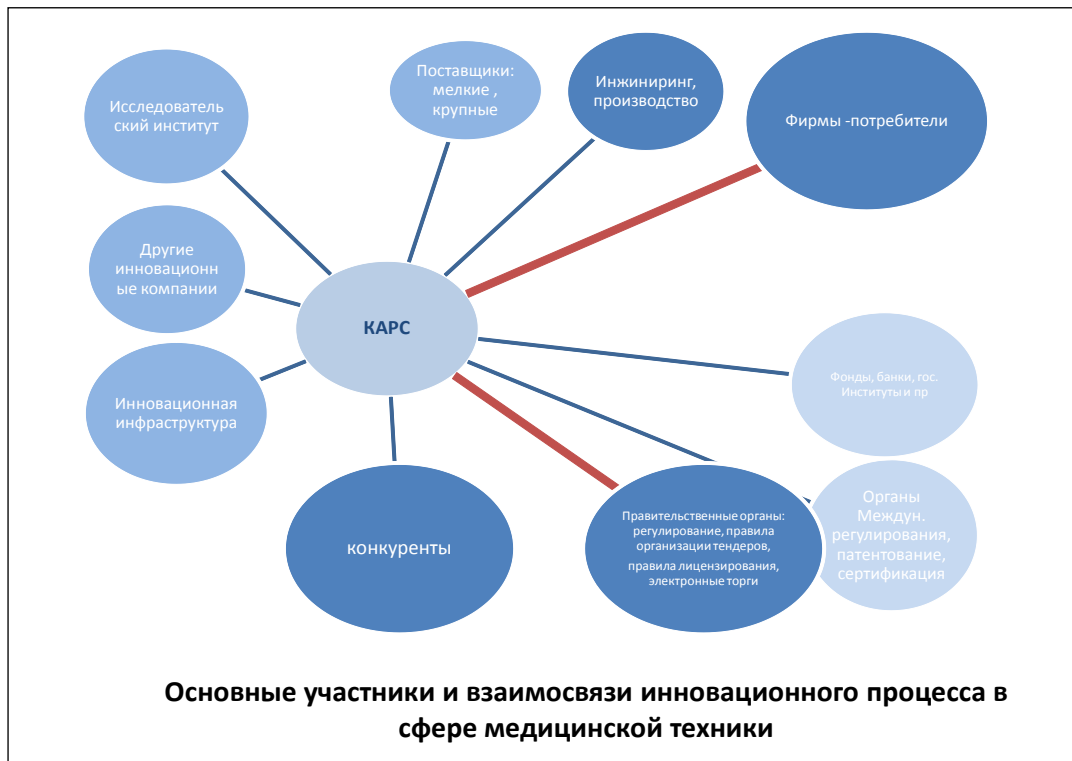 Исследователь
ский институт
Поставщики:
мелкие ,
крупные
Инжиниринг,
производство
Фирмы -потребители
Другие
инновационн
ые компании
КАРС
Инновационная
инфраструктура
Фонды, банки, гос.
Институты и пр
конкуренты
Правительственные органы:
регулирование, правила
организации тендеров,
правила лицензирования,
электронные торги
Органы
Междун.
регулирования,
патентование,
сертификация
Основные участники и взаимосвязи инновационного процесса в
сфере медицинской техники